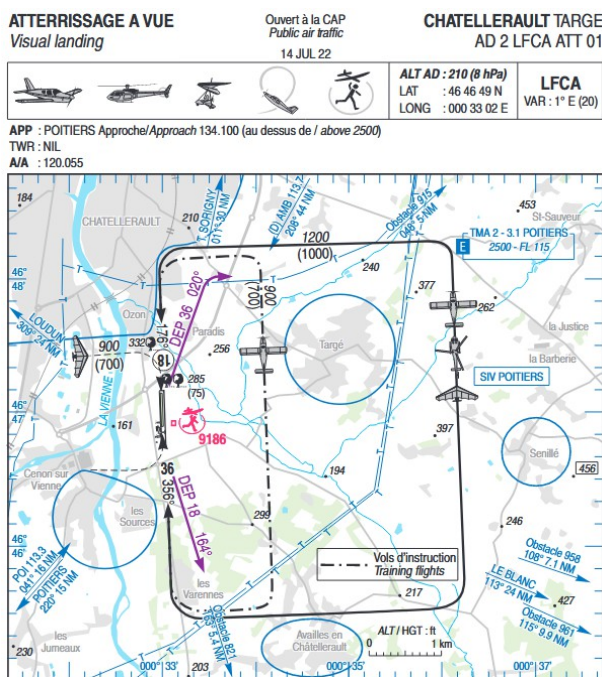 ATTERRISSAGE A VUE
Visual landing
Ouvert à la CAP
Public air traffic
14 JUL 22
CHATELLERAULT TARGE
AD 2 LFCA ATT 01
ALT AD : 210 (8 hPa)
LAT : 46 46 49 N
LONG : 000 33 02 E
LFCA
VAR : 1° E (20)
APP : POITIERS Approche/Approach 134.100 (au dessus de / above 2500)
TWR : NIL
A/A : 120.055
184
CHATELLERAULT
210
SORIGNY
011° 30 NM
(D) AMB 113.7
208° 44 NM
Obstacle 915
048° 5 NM
453
St-Sauveur
E
TMA 2 - 3.1 POITIERS
2500 - FL 115
1200
(1000)
240
46°
48'
DEP 36 020°
900
(700)
377
262
Ozon
Paradis
LOUDUN
309° 24 NM
332
176°
la Justice
900
(700)
256
Targé
la Barberie
18
LA VIENNE
285
(75)
SIV POITIERS
46°
47'
161
9186
397
Senillé
Cenon sur
Vienne
36
356°
194
456
DEP 18 164°
les
Sources
299
246
46°
46'
POI 113.3
041° 16 NM
POITIERS
220° 15 NM
Vols d'instruction
Training flights
Obstacle 958
108° 7.1 NM
LE BLANC
113° 24 NM
les
Varennes
217
427
Obstacle 961
115° 9.9 NM
Obstacle 821
5.4 NM
Availles en
Châtellerault
ALT / HGT : ft
0 1 km
les
Jumeaux
230
203
000° 33'
000° 35'
000° 37'